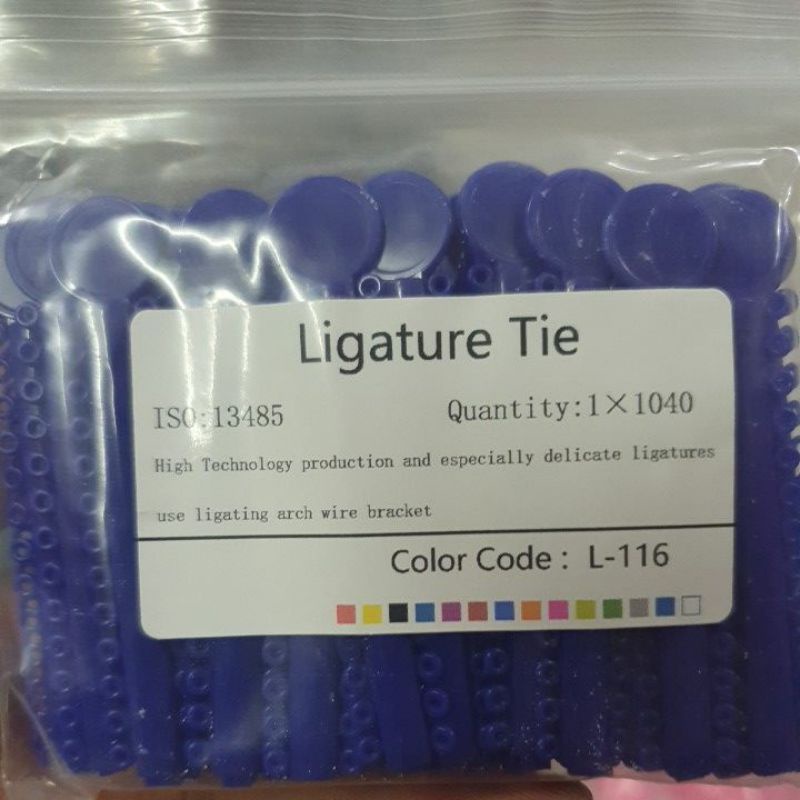 Ligature Tie
ISO:13485 Quantity:1×1040
High Technology production and especially delicate ligatures
use ligating arch wire bracket
Color Code : L-116